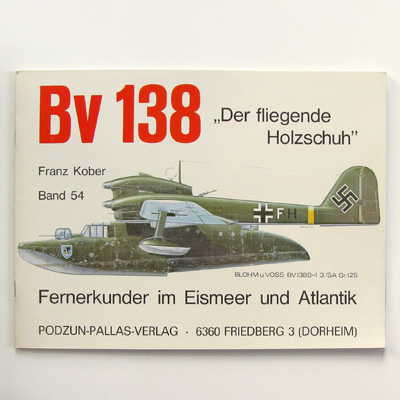 Bv 138
„Der fliegende
Holzschuh"
Franz Kober
Band 54
FH
BLOHM u. VOSS BV 138B-1 3/SA Gr.125
Fernerkunder im Eismeer und Atlantik
PODZUN-PALLAS-VERLAG · 6360 FRIEDBERG 3 (DORHEIM)